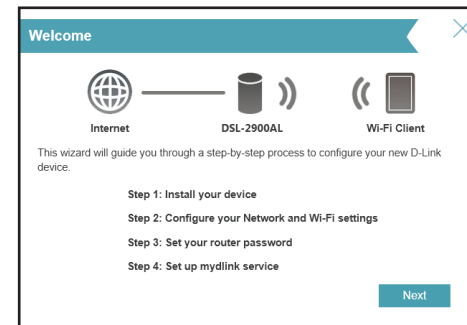 Welcome
Internet
DSL-2900AL
Wi-Fi Client
This wizard will guide you through a step-by-step process to configure your new D-Link
device.
Step 1: Install your device
Step 2: Configure your Network and Wi-Fi settings
Step 3: Set your router password
Step 4: Set up mydlink service
Next